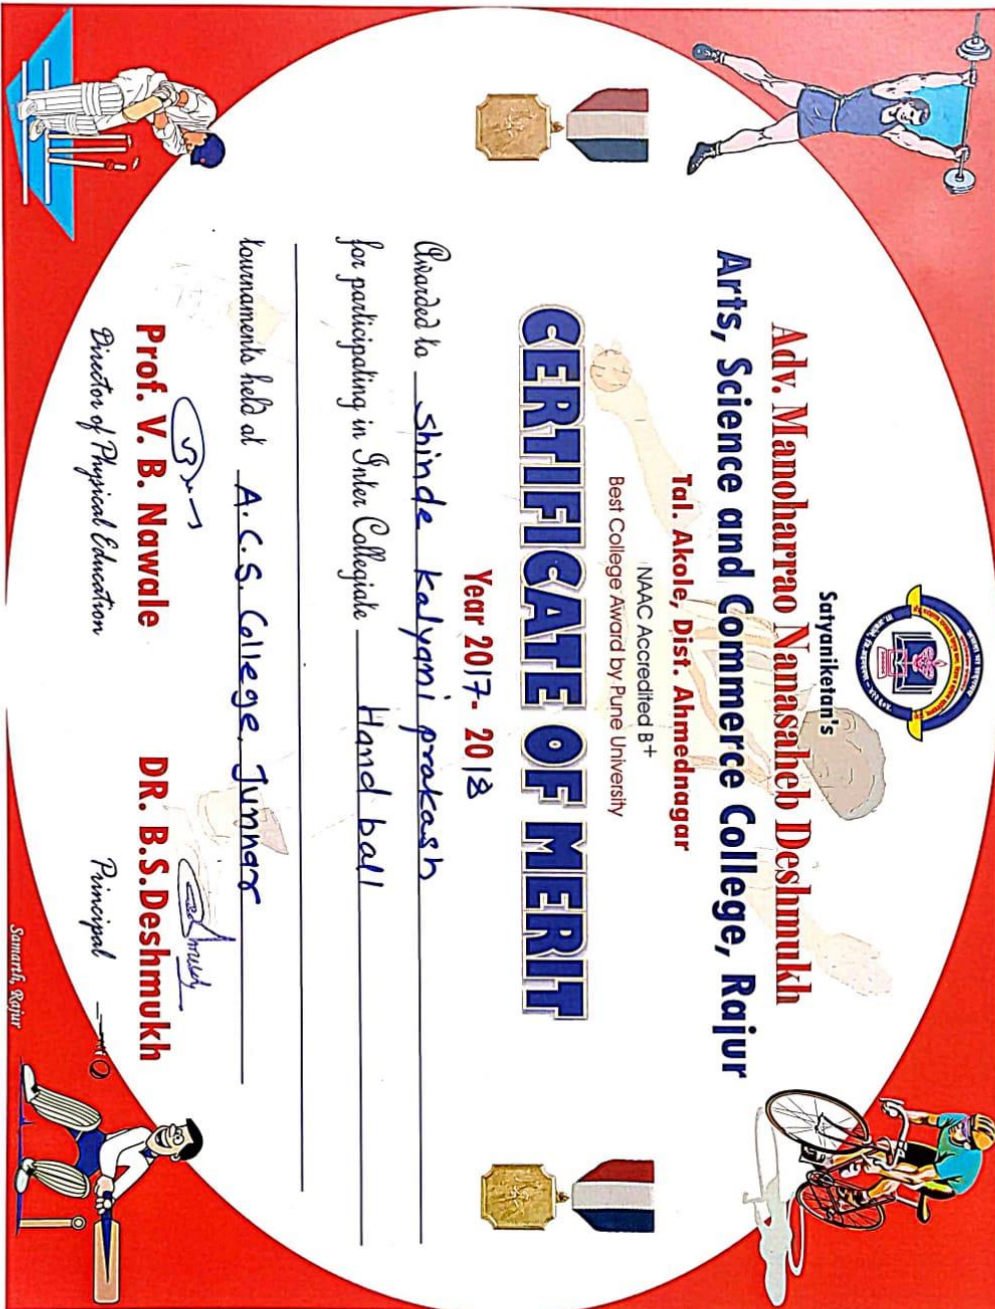 Satyaniketan's
Adv. Manoharrao Nanasaheb Deshmukh
Arts, Science and Commerce College, Rajur
Tal. Akole, Dist. Ahmednagar
NAAC Accredited B+
Best College Award by Pune University
CERTIFICATE OF MERIT
Year 2017- 2018
Awarded to Shinde Kalyani prakash
for participating in Inter Collegiate Hand ball
tournaments held at A.C.S. College, Junnar
Prof. V. B. Nawale DR. B.S.Deshmukh
Director of Physical Education Principal
Samarth, Rajur